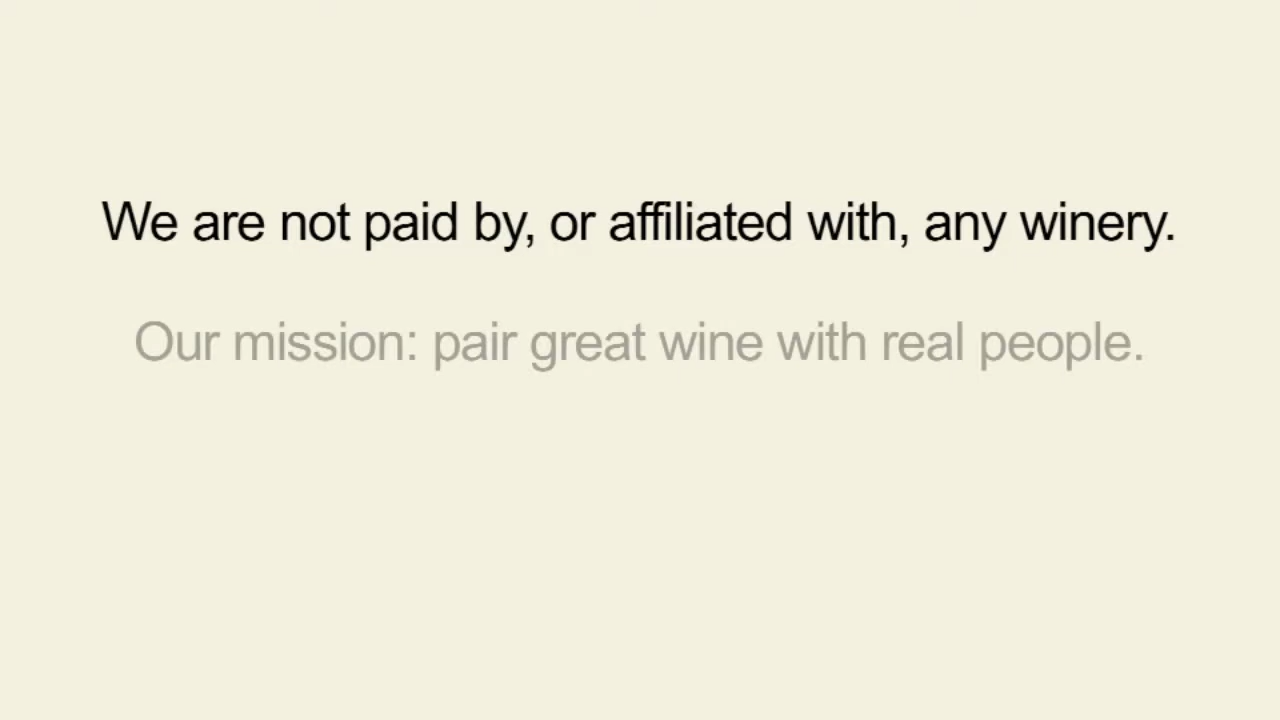 We are not paid by, or affiliated with, any winery.
Our mission: pair great wine with real people.